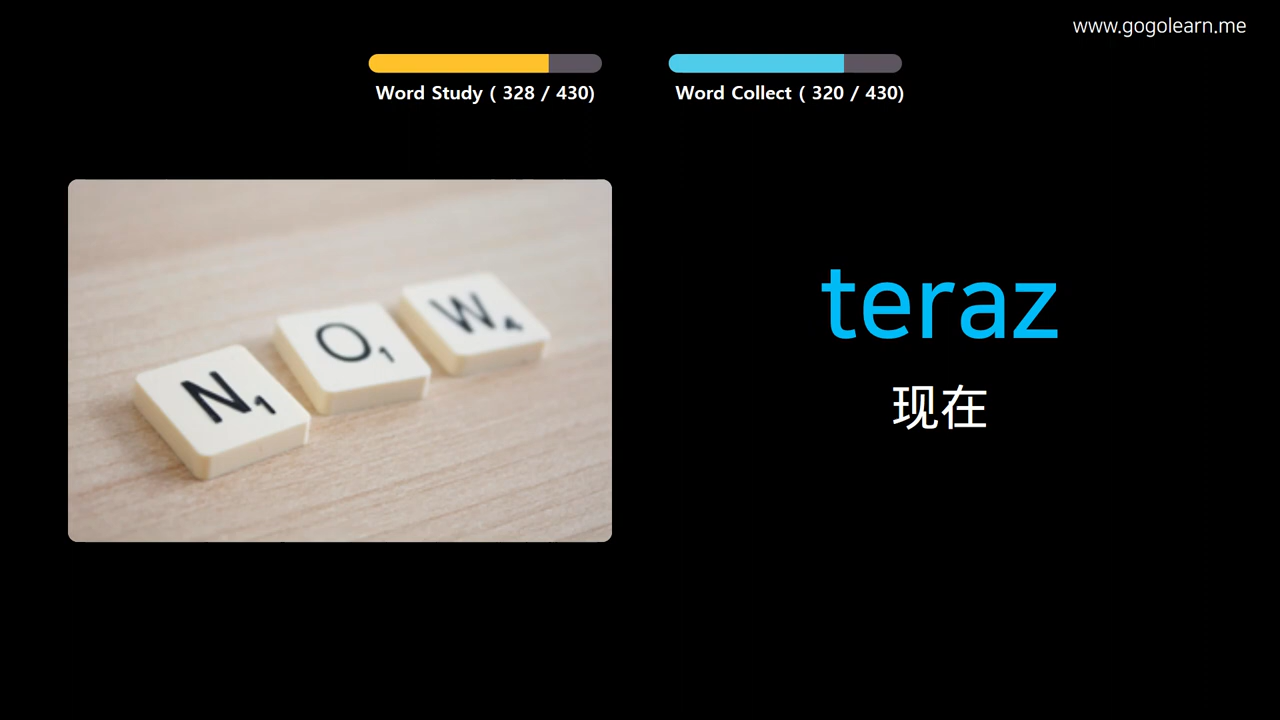 www.gogolearn.me
Word Study ( 328 / 430)
Word Collect ( 320 / 430)
N1 O1 W4
teraz
现在